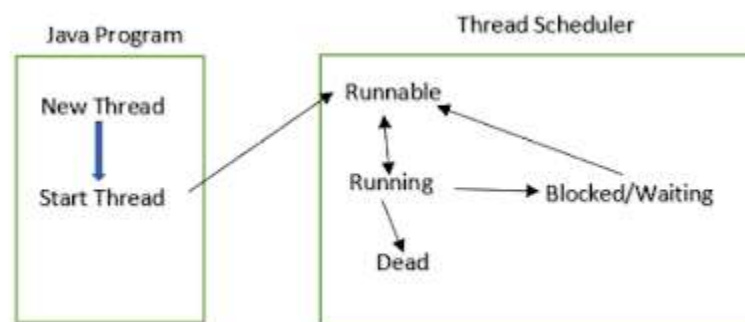 Java Program
Thread Scheduler
New Thread
Start Thread
Runnable
Running
Blocked/Waiting
Dead